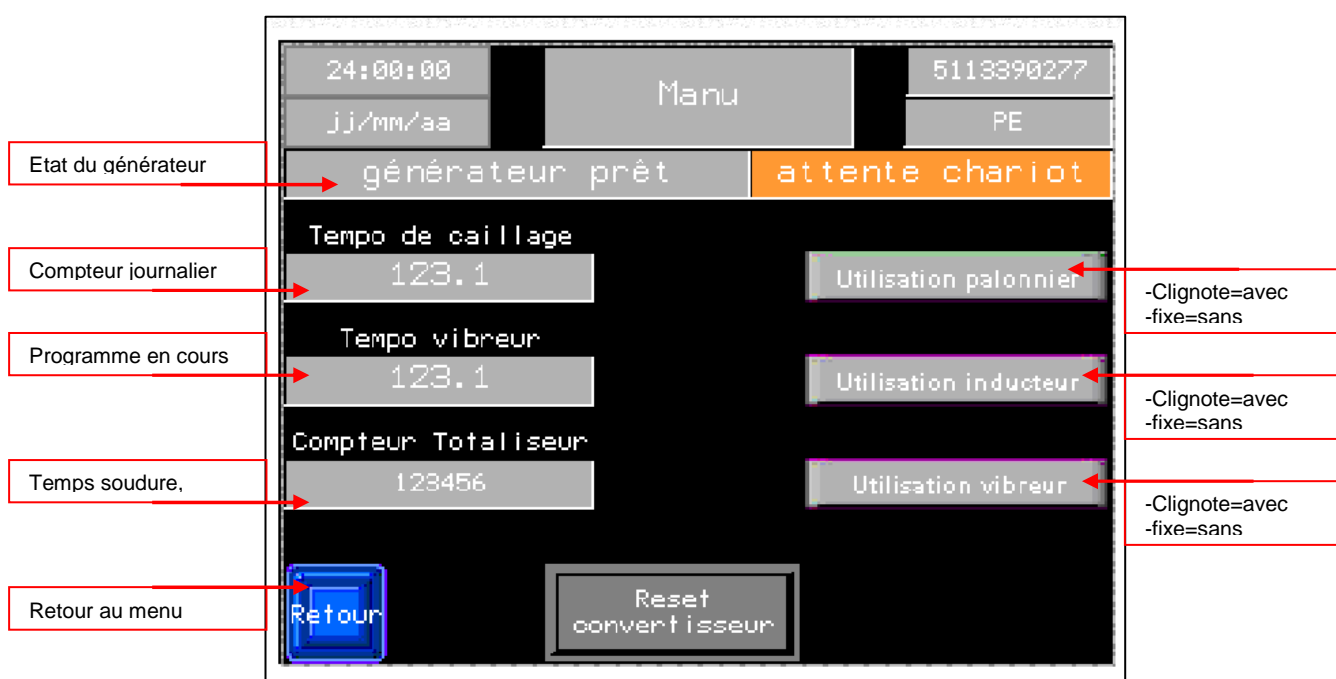 24:00:00
Manu
5113390277
jj/mm/aa
PE
Etat du générateur
générateur prêt
attente chariot
Tempo de caillage
Compteur journalier
123.1
Utilisation palonnier
-Clignote=avec
-fixe=sans
Tempo vibreur
Programme en cours
123.1
Utilisation inducteur
-Clignote=avec
-fixe=sans
Compteur Totaliseur
Temps soudure,
123456
Utilisation vibreur
-Clignote=avec
-fixe=sans
Retour au menu
Retour
Reset
convertisseur